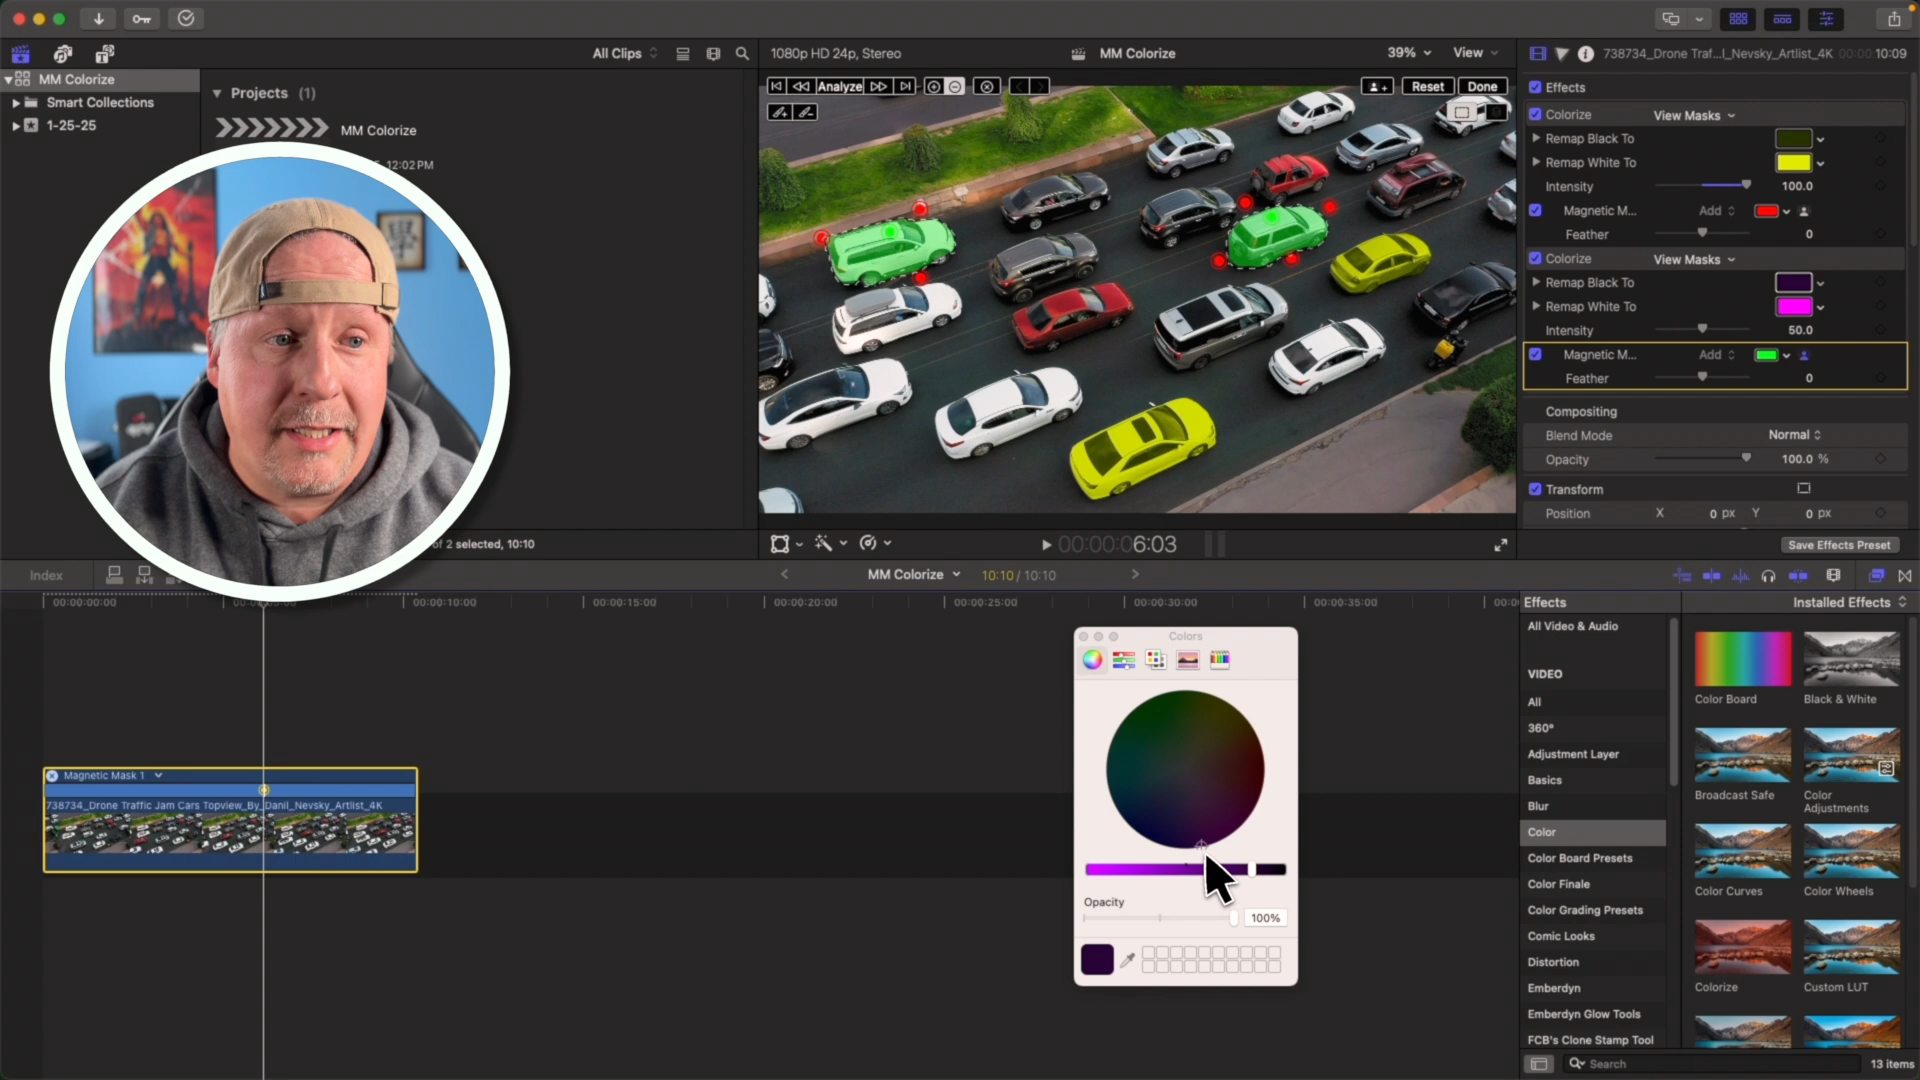 All Clips
1080p HD 24p, Stereo
MM Colorize
39%
View
738734_Drone Traf...l_Nevsky_Artlist_4K
00:00:10:09
MM Colorize
Smart Collections
1-25-25
Projects (1)
MM Colorize
12:02 PM
Analyze
Reset
Done
Effects
Colorize
View Masks
Remap Black To
Remap White To
Intensity
100.0
Magnetic M...
Add
Feather
0
Colorize
View Masks
Remap Black To
Remap White To
Intensity
50.0
Magnetic M...
Add
Feather
0
Compositing
Blend Mode
Normal
Opacity
100.0 %
Transform
Position
X
0 px
Y
0 px
of 2 selected, 10:10
00:00:06:03
Save Effects Preset
Index
MM Colorize
10:10 / 10:10
00:00:00:00
00:00:10:00
00:00:15:00
00:00:20:00
00:00:25:00
00:00:30:00
00:00:35:00
Magnetic Mask 1
738734_Drone Traffic Jam Cars Topview_By_Danil_Nevsky_Artlist_4K
Colors
Opacity
100%
Effects
Installed Effects
All Video & Audio
VIDEO
All
360°
Adjustment Layer
Basics
Blur
Color
Color Board Presets
Color Finale
Color Grading Presets
Comic Looks
Distortion
Emberdyn
Emberdyn Glow Tools
FCB's Clone Stamp Tool
Color Board
Black & White
Broadcast Safe
Color
Adjustments
Color Curves
Color Wheels
Colorize
Custom LUT
Search
13 items